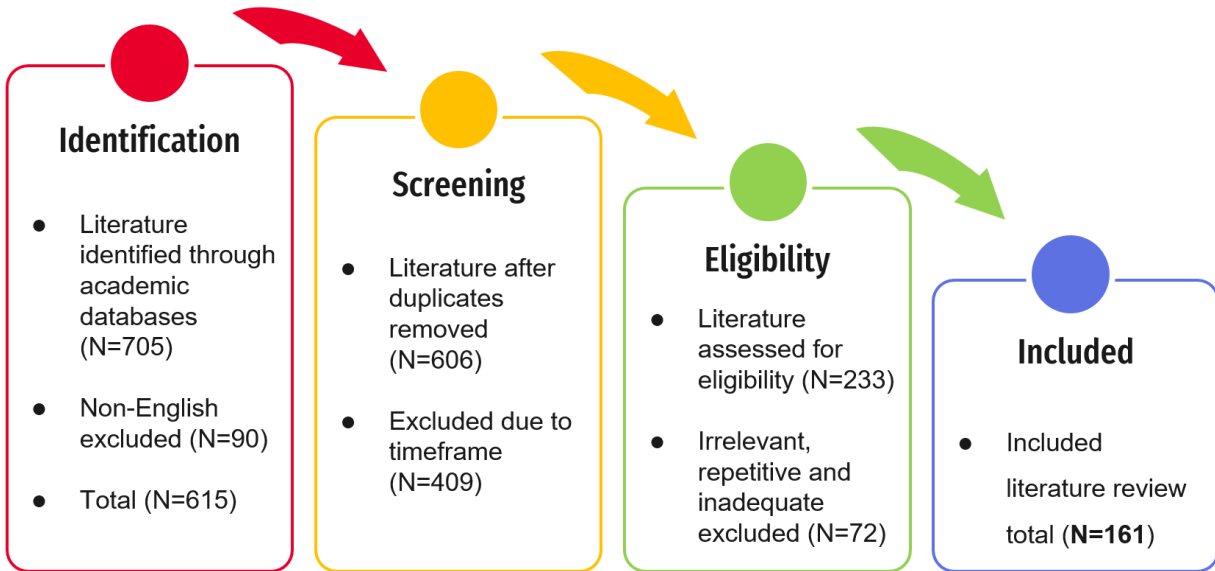 Identification
● Literature
identified through
academic
databases
(N=705)
● Non-English
excluded (N=90)
● Total (N=615)
Screening
● Literature after
duplicates
removed
(N=606)
● Excluded due to
timeframe
(N=409)
Eligibility
● Literature
assessed for
eligibility (N=233)
● Irrelevant,
repetitive and
inadequate
excluded (N=72)
Included
● Included
literature review
total (N=161)